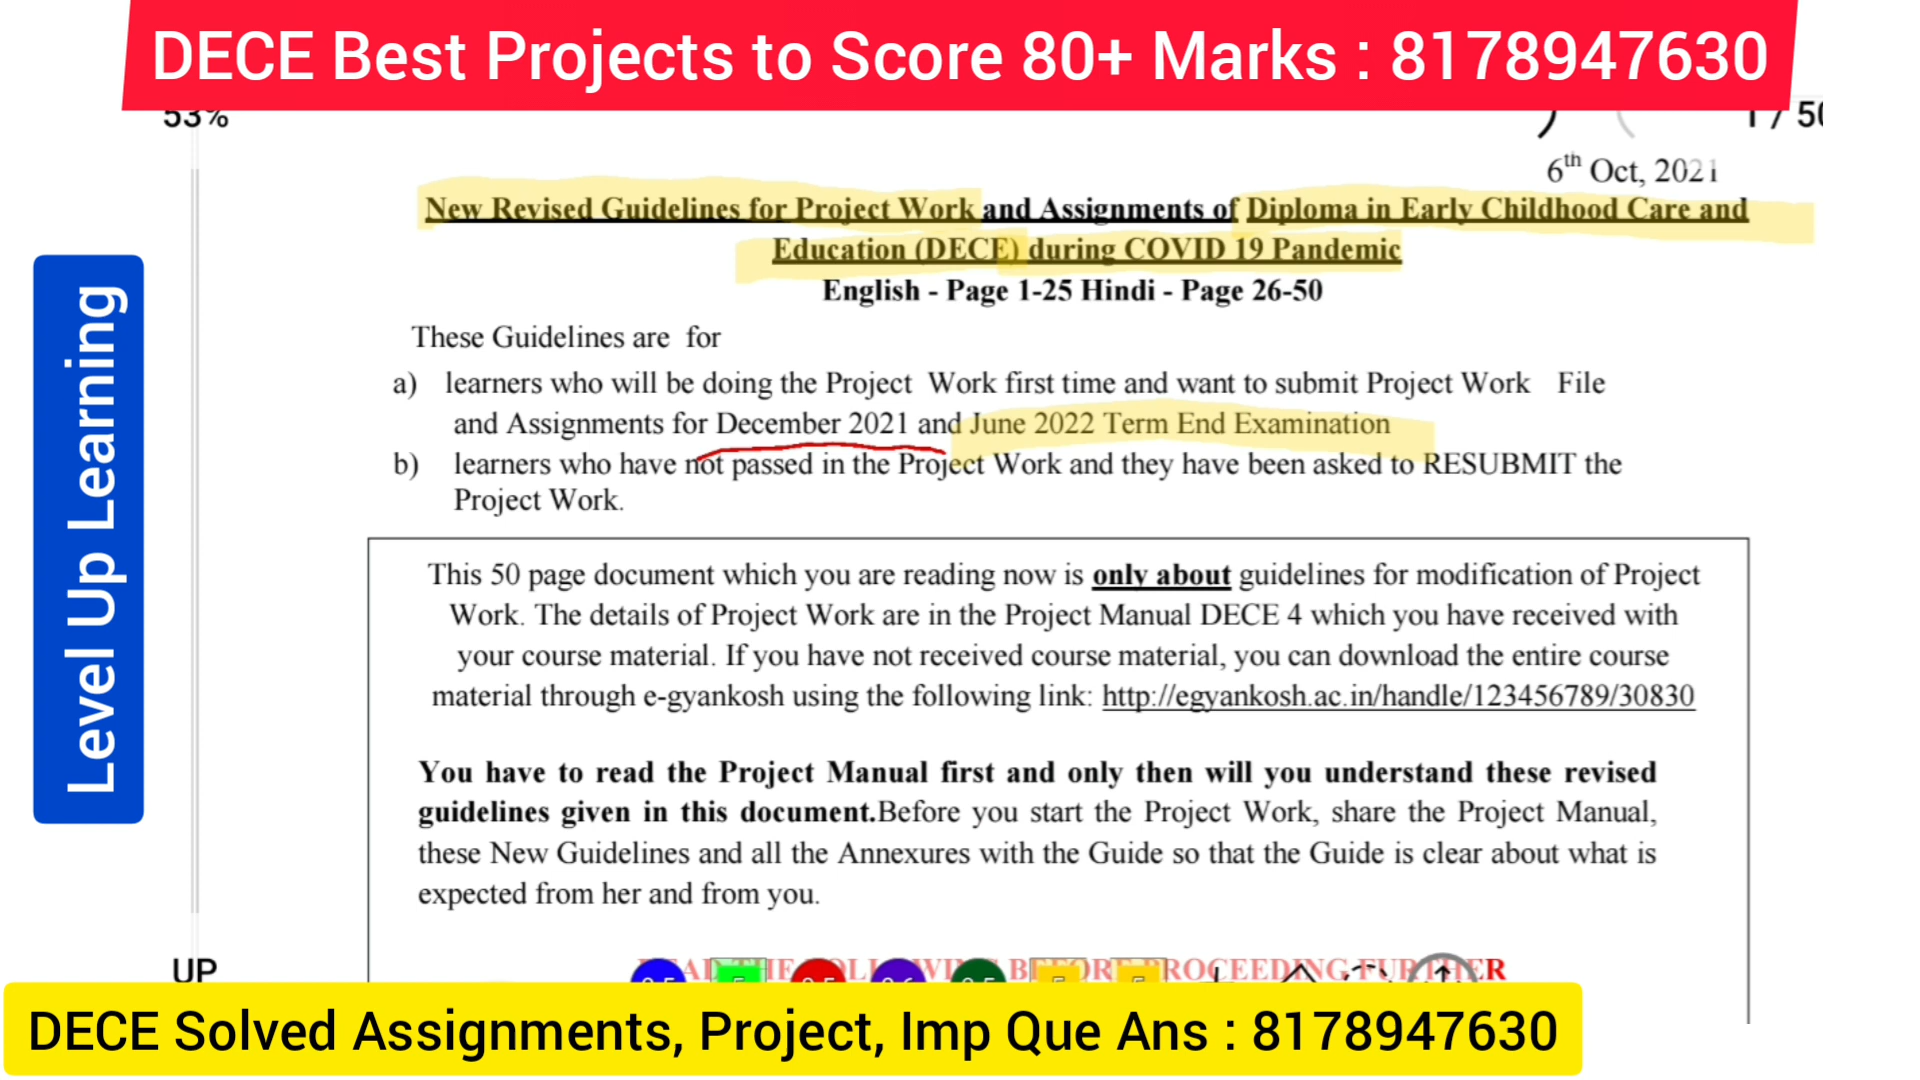 DECE Best Projects to Score 80+ Marks : 8178947630
53%
1 / 50
6th Oct, 2021
New Revised Guidelines for Project Work and Assignments of Diploma in Early Childhood Care and
Education (DECE) during COVID 19 Pandemic
English - Page 1-25 Hindi - Page 26-50
These Guidelines are for
a) learners who will be doing the Project Work first time and want to submit Project Work File
and Assignments for December 2021 and June 2022 Term End Examination
b) learners who have not passed in the Project Work and they have been asked to RESUBMIT the
Project Work.
Level Up Learning
This 50 page document which you are reading now is only about guidelines for modification of Project
Work. The details of Project Work are in the Project Manual DECE 4 which you have received with
your course material. If you have not received course material, you can download the entire course
material through e-gyankosh using the following link: http://egyankosh.ac.in/handle/123456789/30830
You have to read the Project Manual first and only then will you understand these revised
guidelines given in this document.Before you start the Project Work, share the Project Manual,
these New Guidelines and all the Annexures with the Guide so that the Guide is clear about what is
expected from her and from you.
UP
BEFORE PROCEEDING FURTHER
DECE Solved Assignments, Project, Imp Que Ans : 8178947630